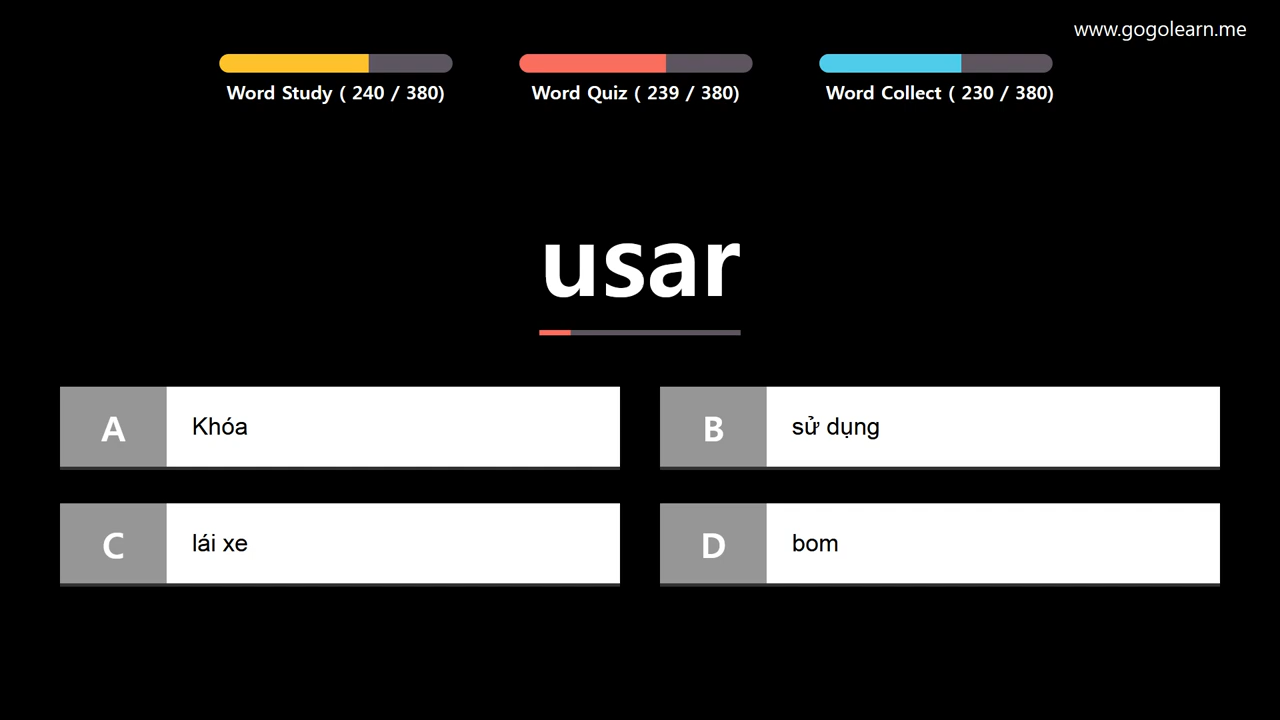 www.gogolearn.me
Word Study ( 240 / 380)
Word Quiz ( 239 / 380)
Word Collect ( 230 / 380)
usar
A Khóa
B sử dụng
C lái xe
D bom